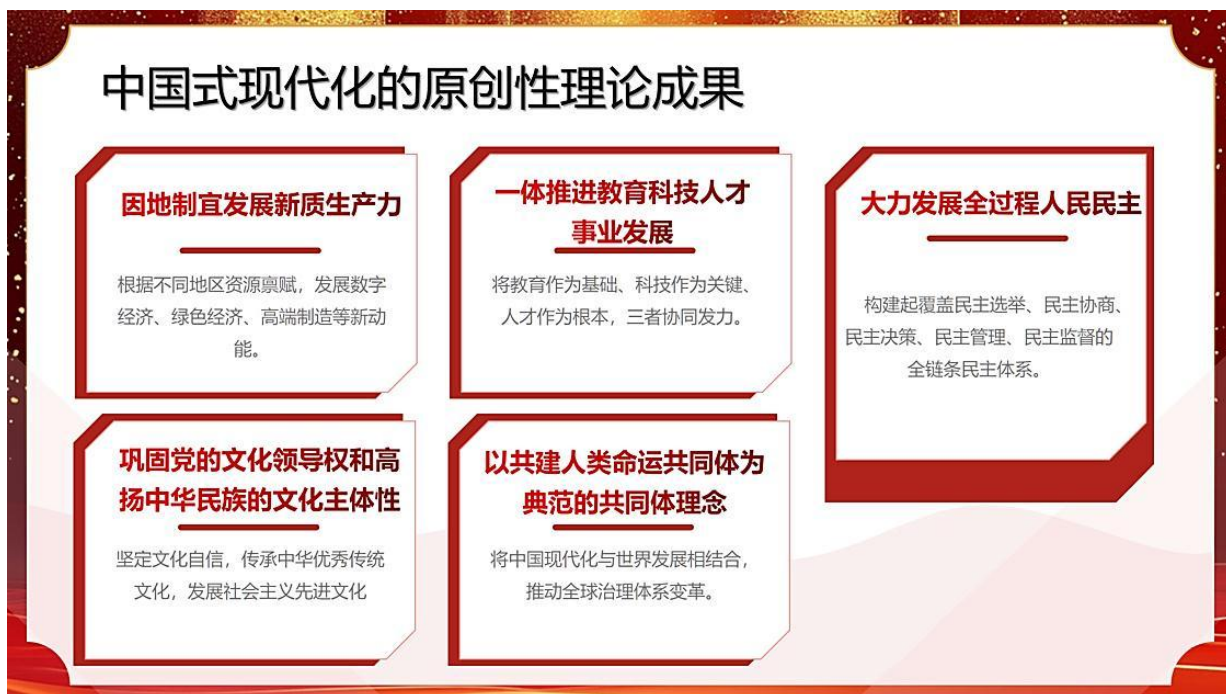 中国式现代化的原创性理论成果
因地制宜发展新质生产力
根据不同地区资源禀赋，发展数字
经济、绿色经济、高端制造等新动
能。
一体推进教育科技人才
事业发展
将教育作为基础、科技作为关键、
人才作为根本，三者协同发力。
大力发展全过程人民民主
构建起覆盖民主选举、民主协商、
民主决策、民主管理、民主监督的
全链条民主体系。
巩固党的文化领导权和高
扬中华民族的文化主体性
坚定文化自信，传承中华优秀传统
文化，发展社会主义先进文化
以共建人类命运共同体为
典范的共同体理念
将中国现代化与世界发展相结合，
推动全球治理体系变革。